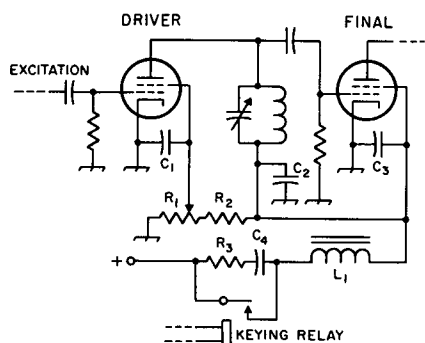 DRIVER
FINAL
EXCITATION
C1
C2
C3
R1
R2
R3
C4
L1
+
KEYING RELAY